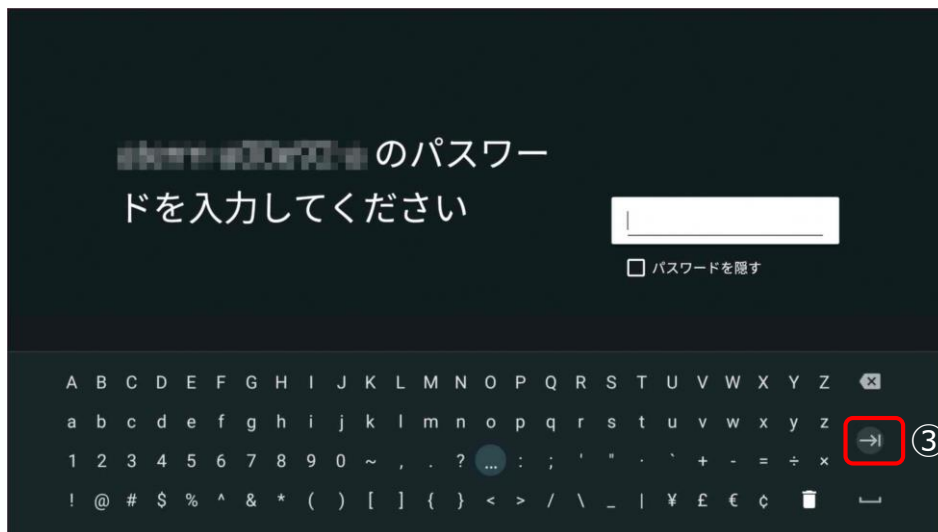 のパスワー
ドを入力してください
パスワードを隠す
A B C D E F G H I J K L M N O P Q R S T U V W X Y Z
a b c d e f g h i j k l m n o p q r s t u v w x y z
③
1 2 3 4 5 6 7 8 9 0 ~ , . ? … : ; ' " · ` + - = ÷ ×
! @ # $ % ^ & * ( ) [ ] { } < > / \ _ | ¥ £ € ¢